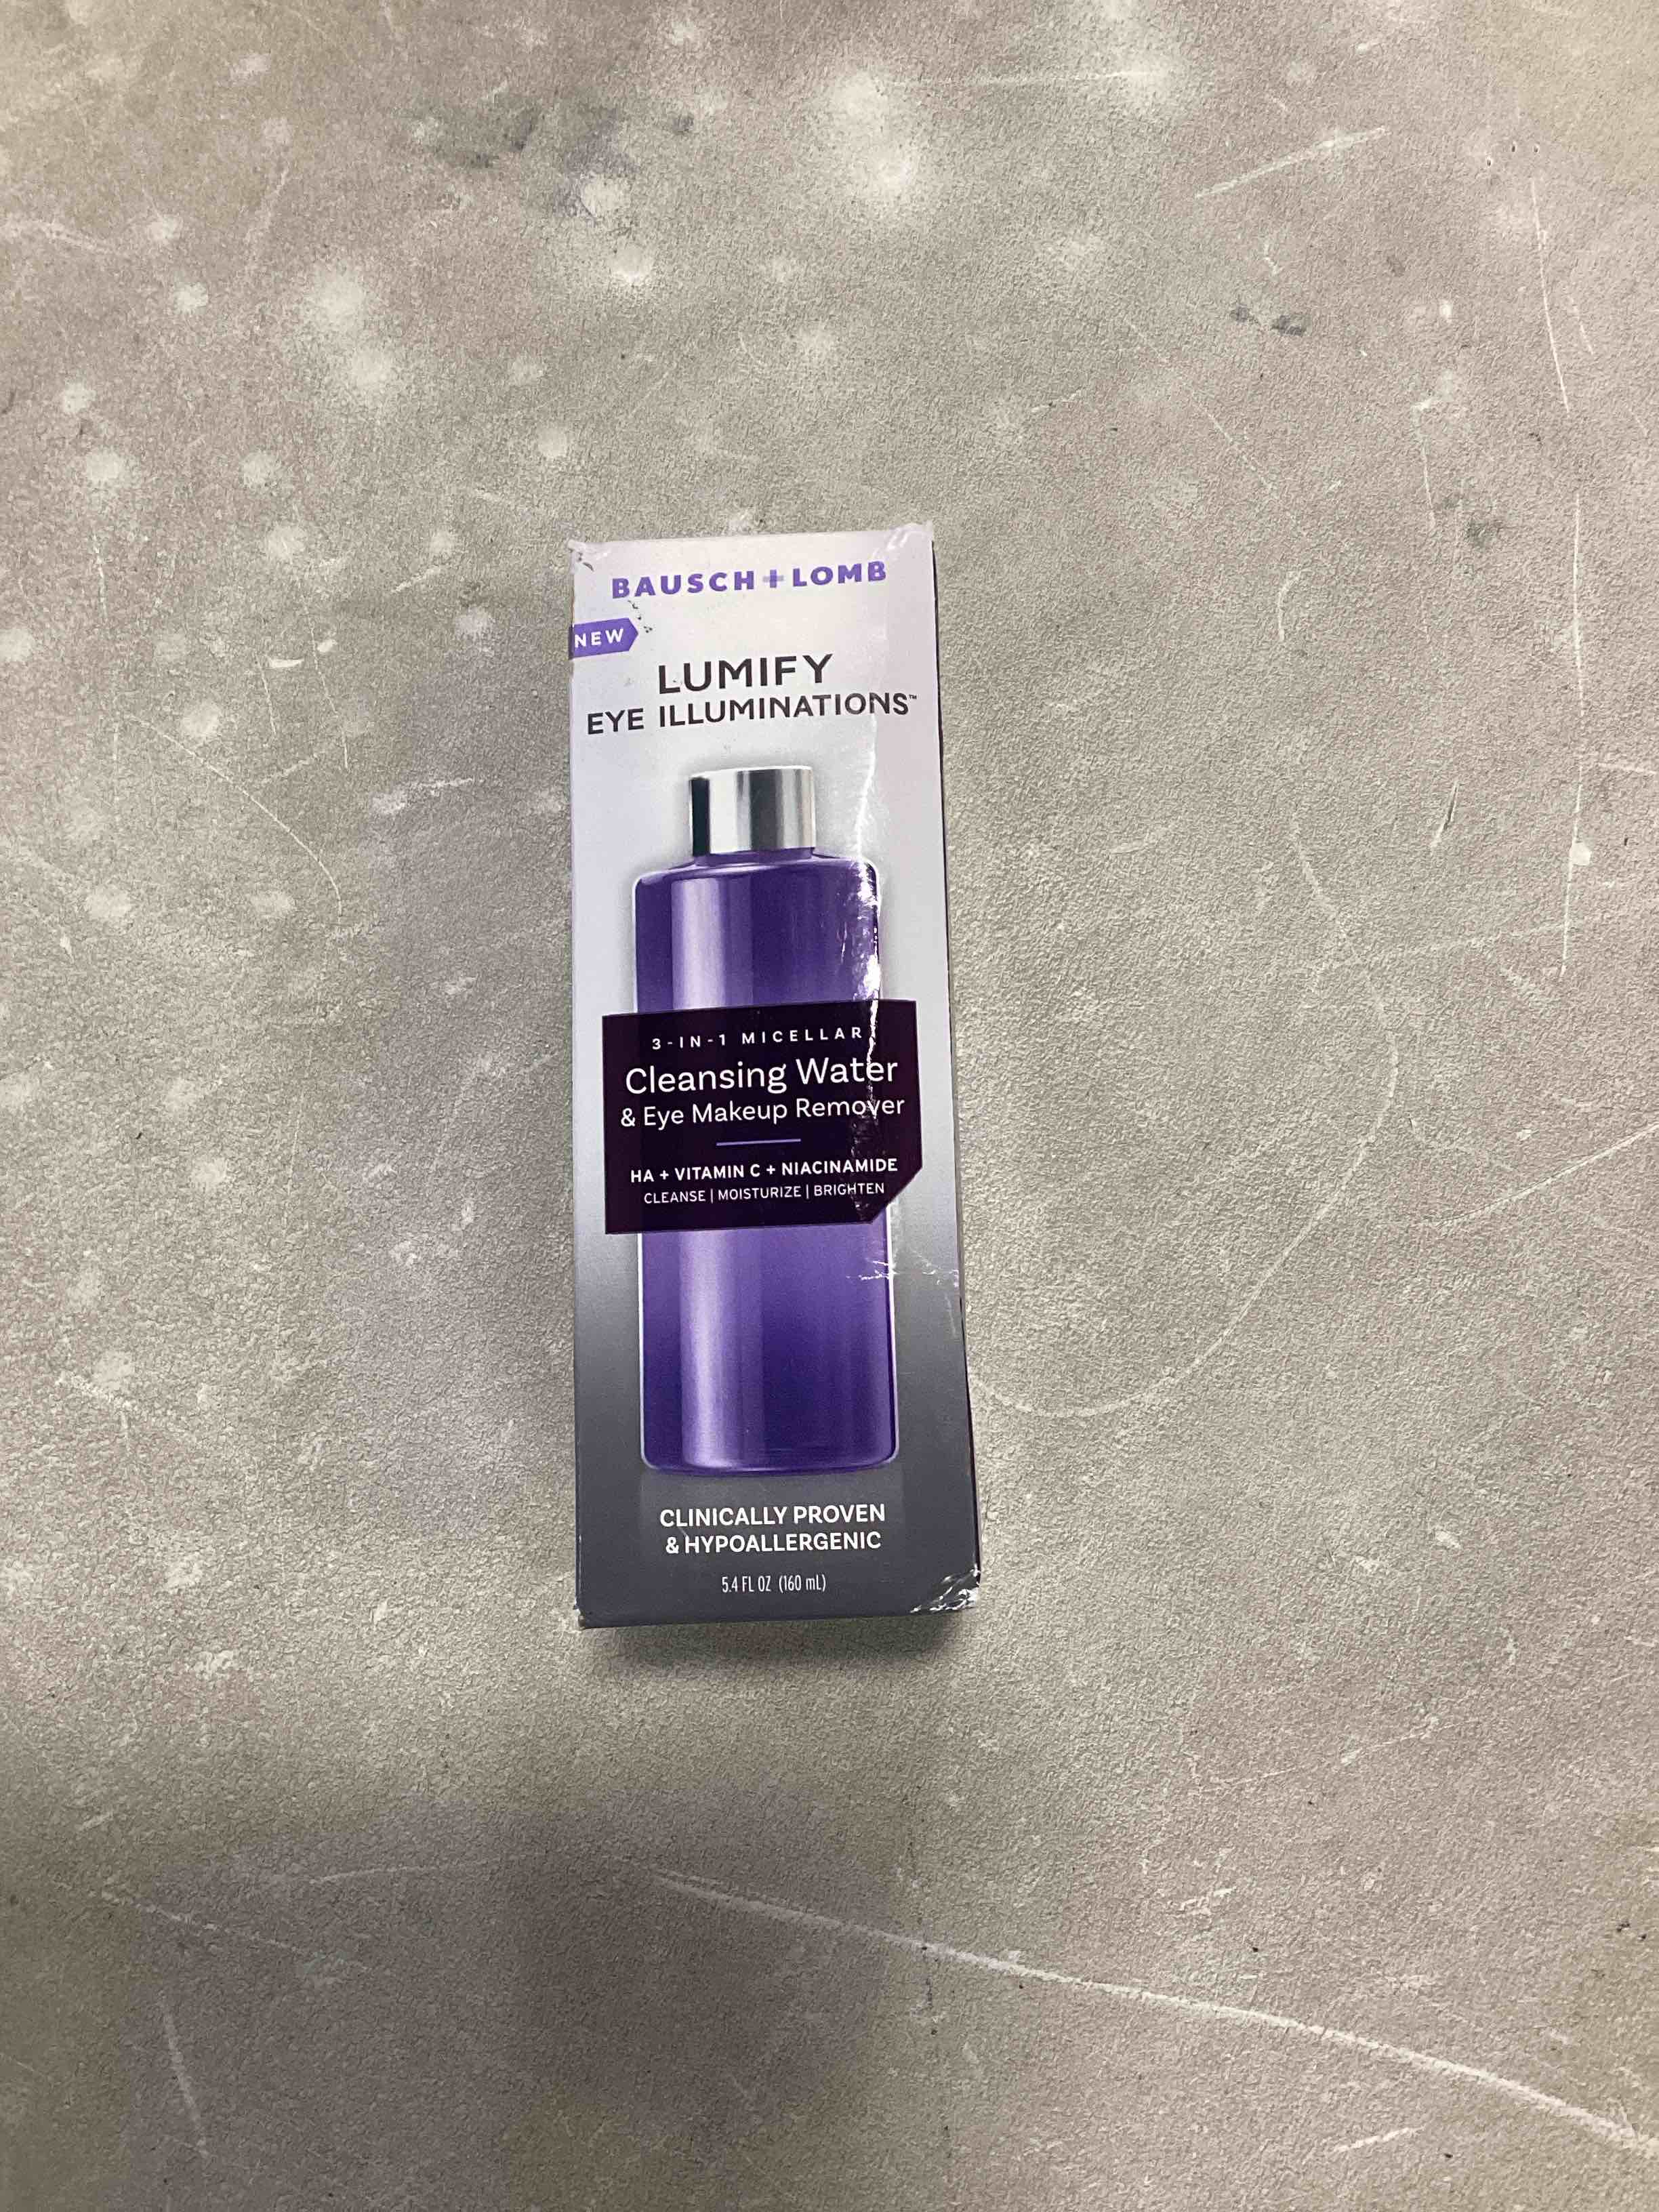 BAUSCH + LOMB
NEW
LUMIFY
EYE ILLUMINATIONS™
3-IN-1 MICELLAR
Cleansing Water
& Eye Makeup Remover
HA + VITAMIN C + NIACINAMIDE
CLEANSE | MOISTURIZE | BRIGHTEN
CLINICALLY PROVEN
& HYPOALLERGENIC
5.4 FL OZ (160 mL)